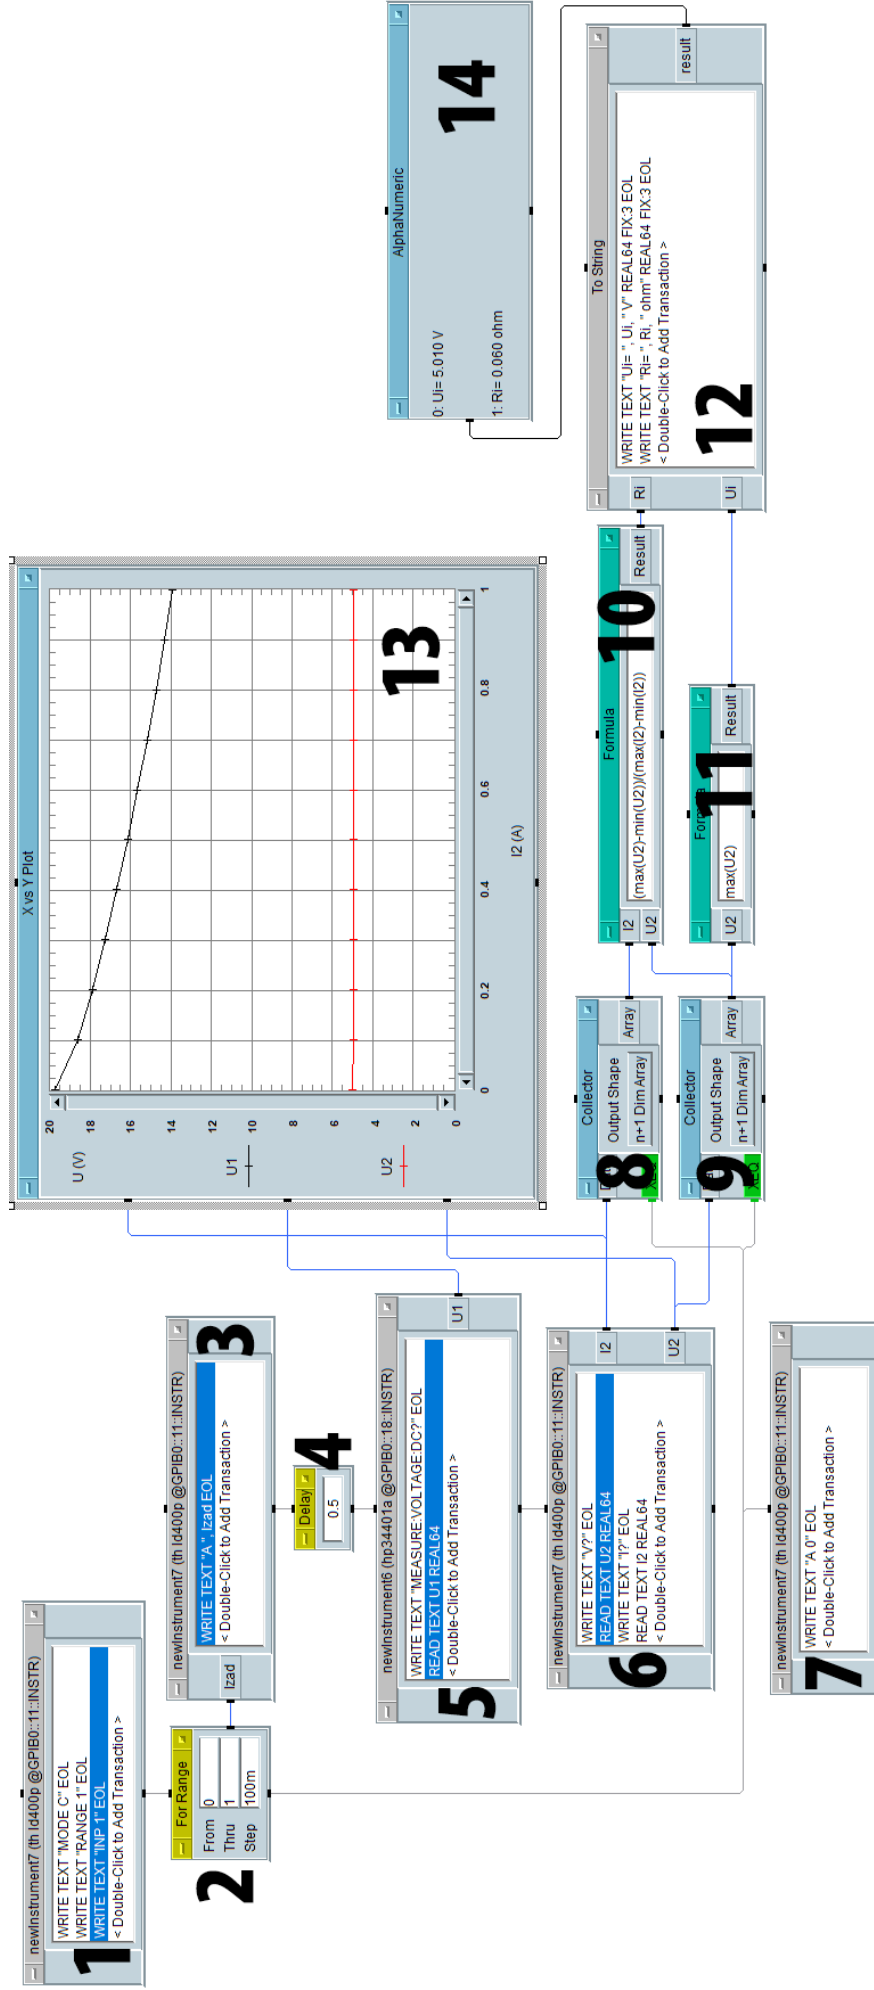 newInstrument7 (th ld400p @GPIB0::11::INSTR)
WRITE TEXT "MODE C" EOL
WRITE TEXT "RANGE 1" EOL
WRITE TEXT "INP 1" EOL
< Double-Click to Add Transaction >
1
For Range
From 0
Thru 1
Step 100m
2
newInstrument7 (th ld400p @GPIB0::11::INSTR)
Izad
WRITE TEXT "A ", Izad EOL
< Double-Click to Add Transaction >
3
Delay
0.5
4
newInstrument6 (hp34401a @GPIB0::18::INSTR)
WRITE TEXT "MEASURE:VOLTAGE:DC?" EOL
READ TEXT U1 REAL64
< Double-Click to Add Transaction >
U1
5
newInstrument7 (th ld400p @GPIB0::11::INSTR)
WRITE TEXT "V?" EOL
READ TEXT U2 REAL64
WRITE TEXT "I?" EOL
READ TEXT I2 REAL64
< Double-Click to Add Transaction >
I2
U2
6
newInstrument7 (th ld400p @GPIB0::11::INSTR)
WRITE TEXT "A 0" EOL
< Double-Click to Add Transaction >
7
X vs Y Plot
U (V)
U1
U2
20
18
16
14
12
10
8
6
4
2
0
0
0.2
0.4
0.6
0.8
1
I2 (A)
13
Collector
Output Shape
n+1 Dim Array
Array
8
Collector
Output Shape
n+1 Dim Array
Array
9
Formula
I2
U2
(max(U2)-min(U2))/(max(I2)-min(I2))
Result
10
U2
max(U2)
Result
11
To String
Ri
Ui
WRITE TEXT "Ui= ", Ui, " V" REAL64 FIX:3 EOL
WRITE TEXT "Ri= ", Ri, " ohm" REAL64 FIX:3 EOL
< Double-Click to Add Transaction >
result
12
AlphaNumeric
0: Ui= 5.010 V
1: Ri= 0.060 ohm
14